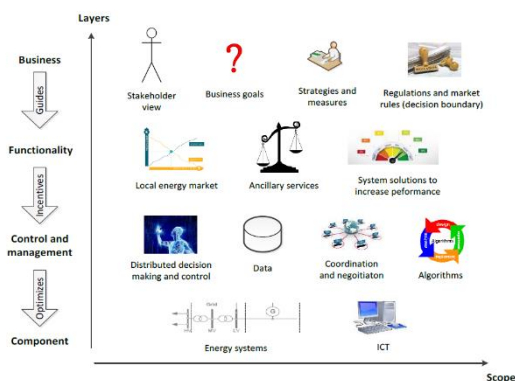 Layers
Business
Guides
Functionality
Incentives
Control and
management
Optimizes
Component
Stakeholder
view
Business goals
Strategies and
measures
Regulations and market
rules (decision boundary)
Local energy market
Ancillary services
System solutions to
increase peformance
Distributed decision
making and control
Data
Coordination
and negoitiaton
Algorithms
Algorithms
G
Energy systems
ICT
Scope